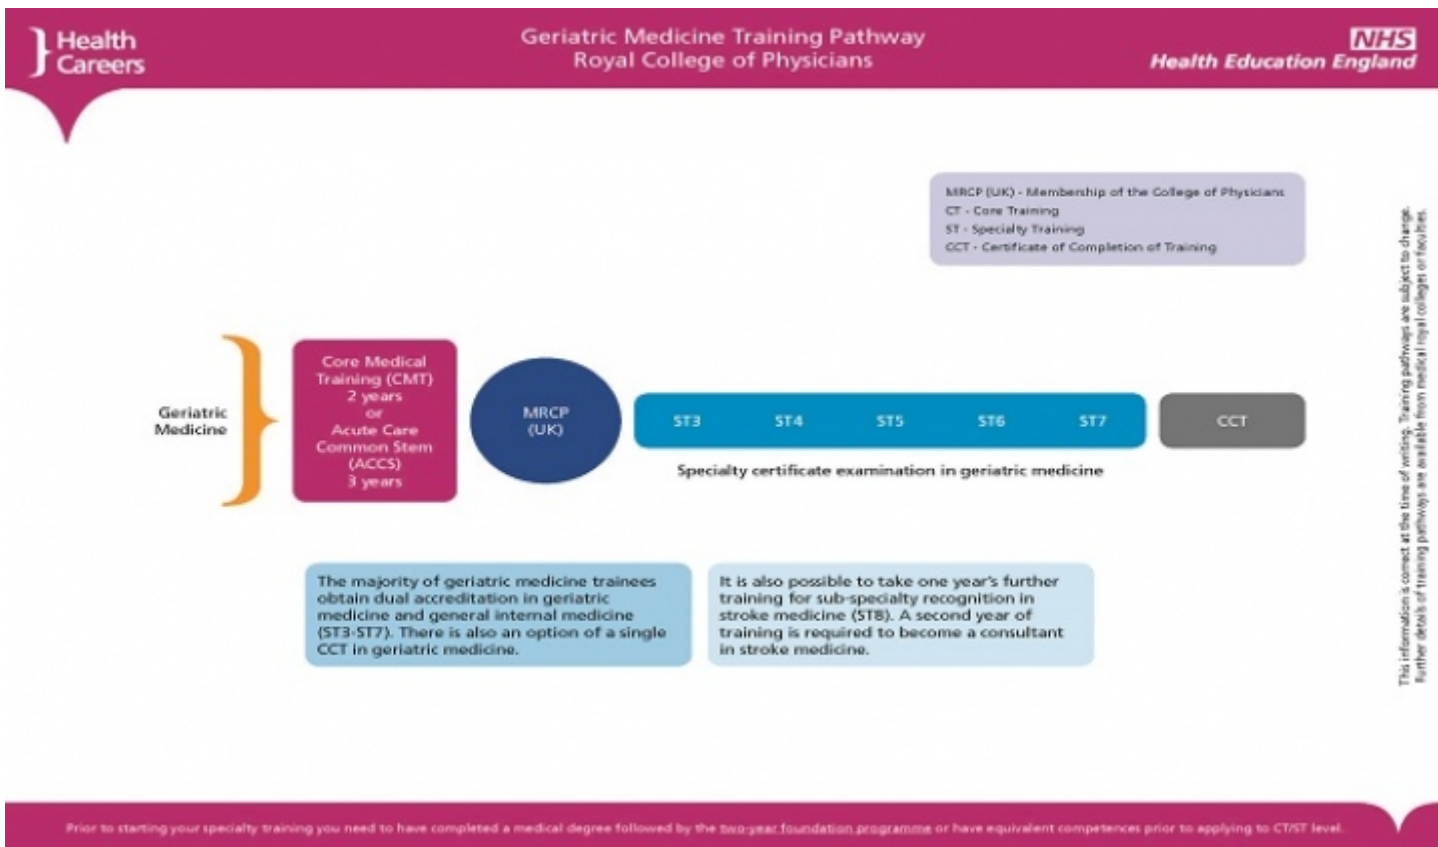 Health
Careers
Geriatric Medicine Training Pathway
Royal College of Physicians
NHS
Health Education England
MRCP (UK) - Membership of the College of Physicians
CT - Core Training
ST - Specialty Training
CCT - Certificate of Completion of Training
Geriatric
Medicine
Core Medical
Training (CMT)
2 years
or
Acute Care
Common Stem
(ACCS)
3 years
MRCP
(UK)
ST3 ST4 ST5 ST6 ST7
CCT
Specialty certificate examination in geriatric medicine
The majority of geriatric medicine trainees
obtain dual accreditation in geriatric
medicine and general internal medicine
(ST3-ST7). There is also an option of a single
CCT in geriatric medicine.
It is also possible to take one year's further
training for sub-specialty recognition in
stroke medicine (ST8). A second year of
training is required to become a consultant
in stroke medicine.
This information is correct at the time of writing. Training pathways are subject to change.
Further details of training pathways are available from medical royal colleges or faculties.
Prior to starting your specialty training you need to have completed a medical degree followed by the two-year foundation programme or have equivalent competences prior to applying to CT/ST level.